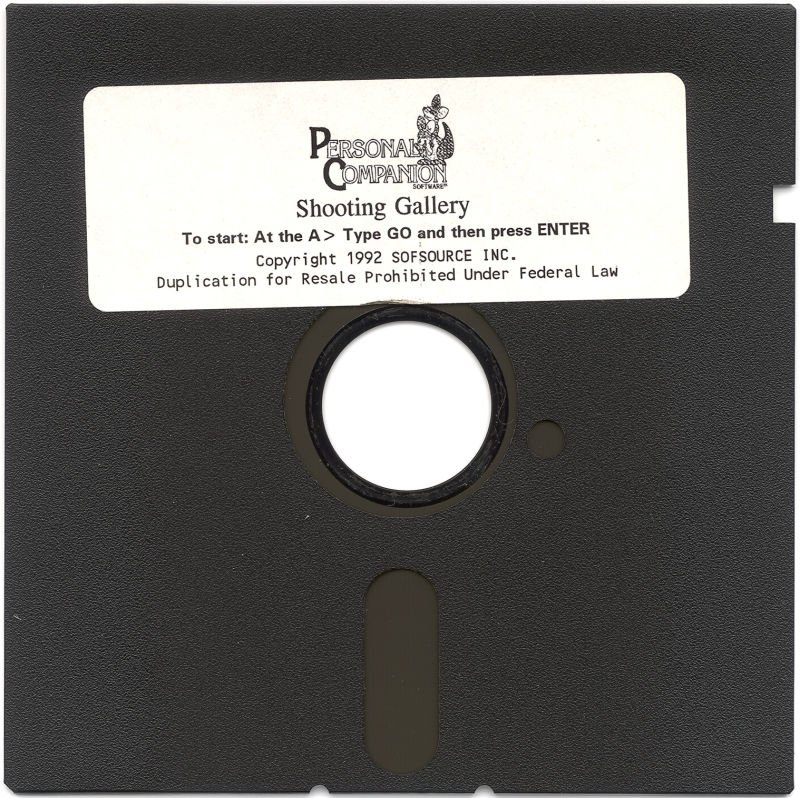 PERSONAL
COMPANION
SOFTWARE™
Shooting Gallery
To start: At the A> Type GO and then press ENTER
Copyright 1992 SOFSOURCE INC.
Duplication for Resale Prohibited Under Federal Law